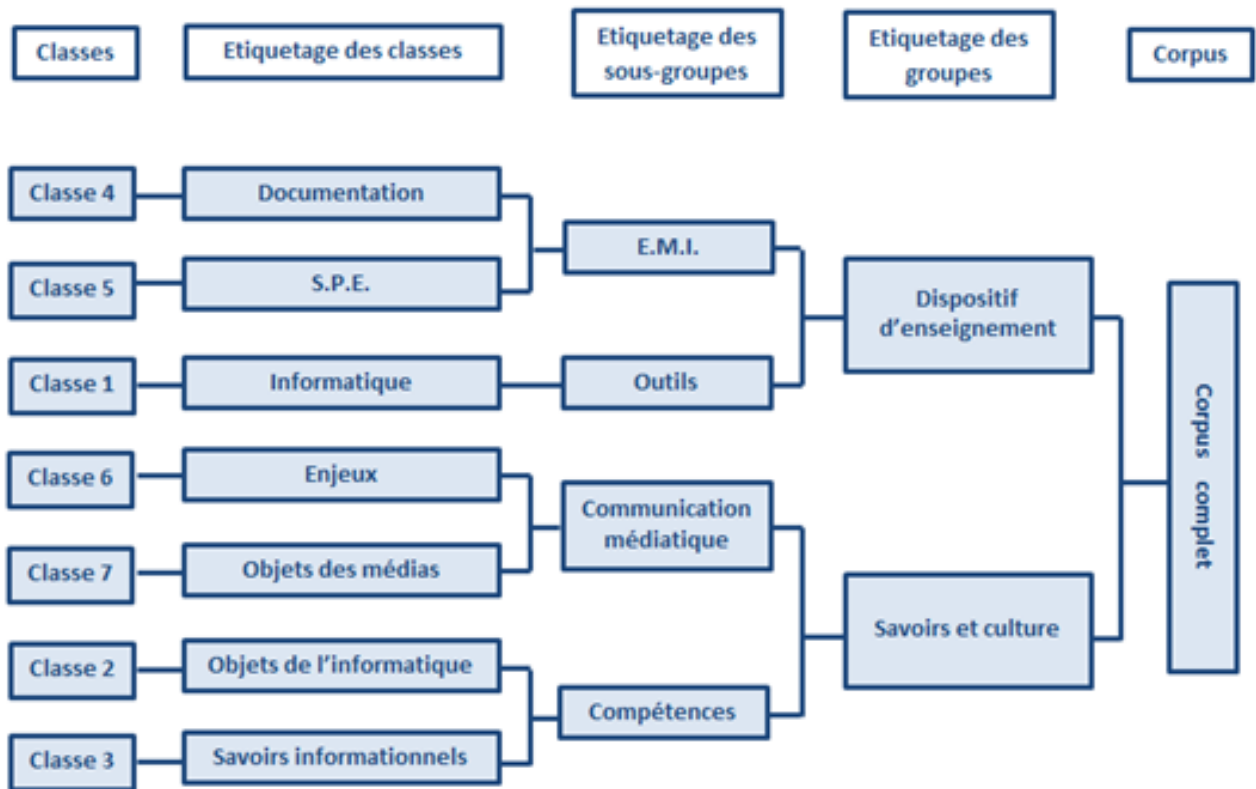 Classes
Etiquetage des classes
Etiquetage des
sous-groupes
Etiquetage des
groupes
Corpus
Classe 4
Documentation
E.M.I.
Classe 5
S.P.E.
Dispositif
d'enseignement
Classe 1
Informatique
Outils
Corpus complet
Classe 6
Enjeux
Communication
médiatique
Classe 7
Objets des médias
Savoirs et culture
Classe 2
Objets de l'informatique
Compétences
Classe 3
Savoirs informationnels